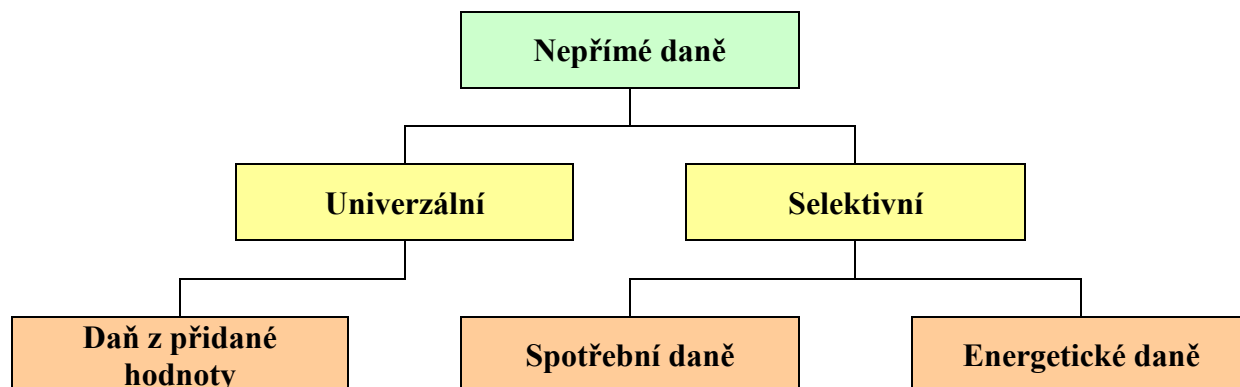 Nepřímé daně
Univerzální
Selektivní
Daň z přidané
hodnoty
Spotřební daně
Energetické daně